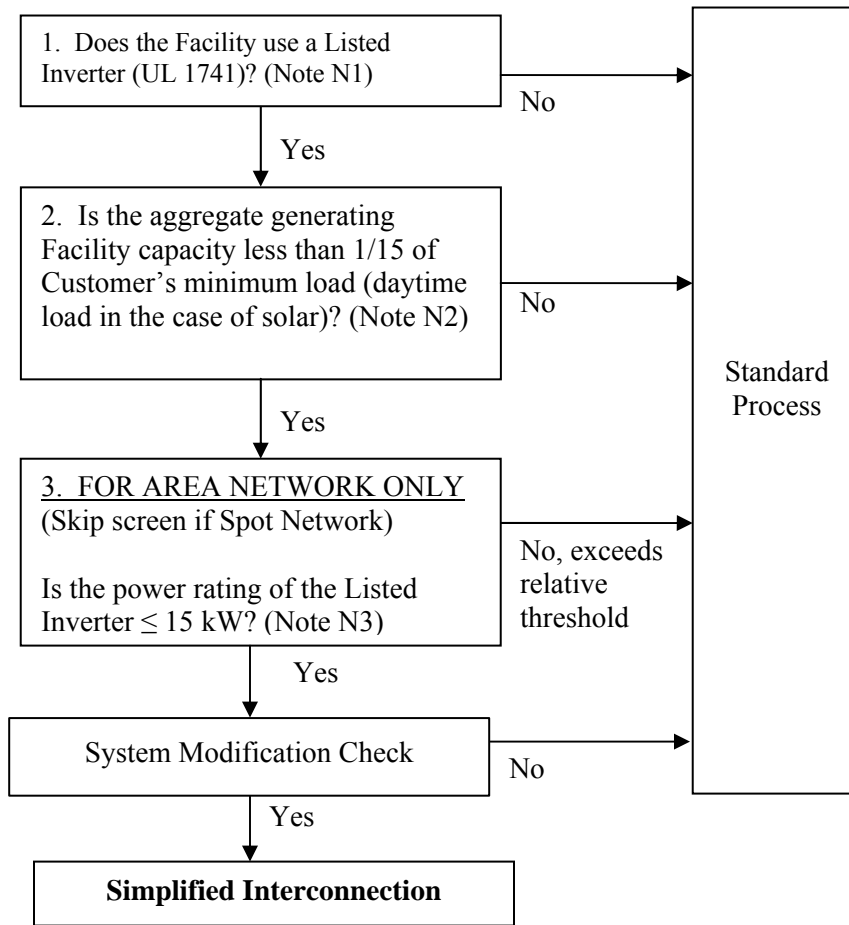 1. Does the Facility use a Listed
Inverter (UL 1741)? (Note N1)
No
Yes
2. Is the aggregate generating
Facility capacity less than 1/15 of
Customer’s minimum load (daytime
load in the case of solar)? (Note N2)
No
Yes
Standard
Process
3. FOR AREA NETWORK ONLY
(Skip screen if Spot Network)
Is the power rating of the Listed
Inverter ≤ 15 kW? (Note N3)
No, exceeds
relative
threshold
Yes
System Modification Check
No
Yes
Simplified Interconnection